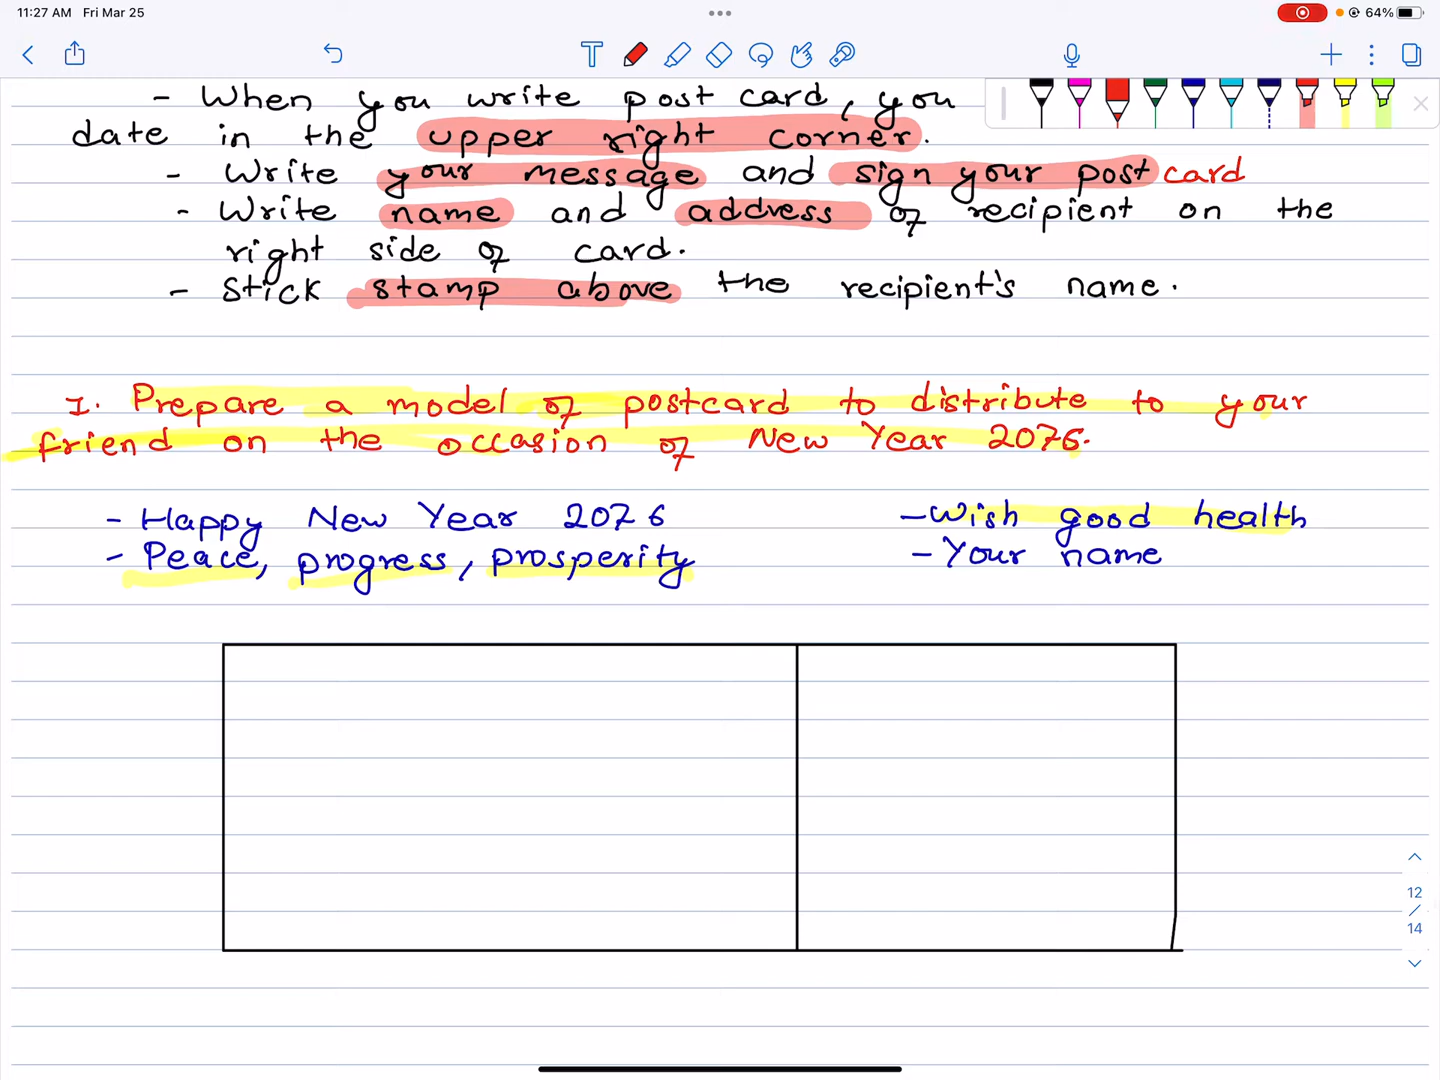 11:27 AM Fri Mar 25
64%
- When you write post card, you
date in the upper right corner.
- Write your message and sign your post card
- Write name and address of recipient on the
right side of card.
- Stick stamp above the recipient's name.
1. Prepare a model of postcard to distribute to your
friend on the occasion of New Year 2076.
- Happy New Year 2076
- Wish good health
- Peace, progress, prosperity
- Your name
12
/
14